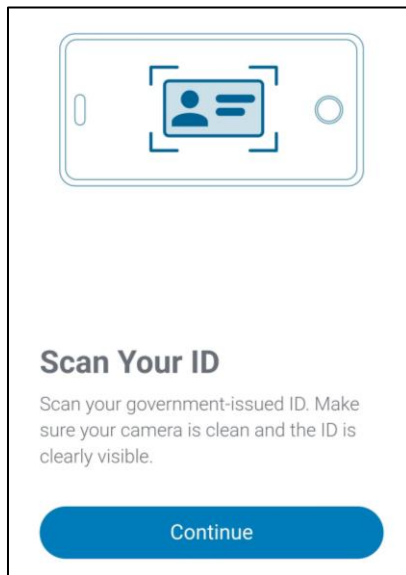 Scan Your ID
Scan your government-issued ID. Make
sure your camera is clean and the ID is
clearly visible.
Continue